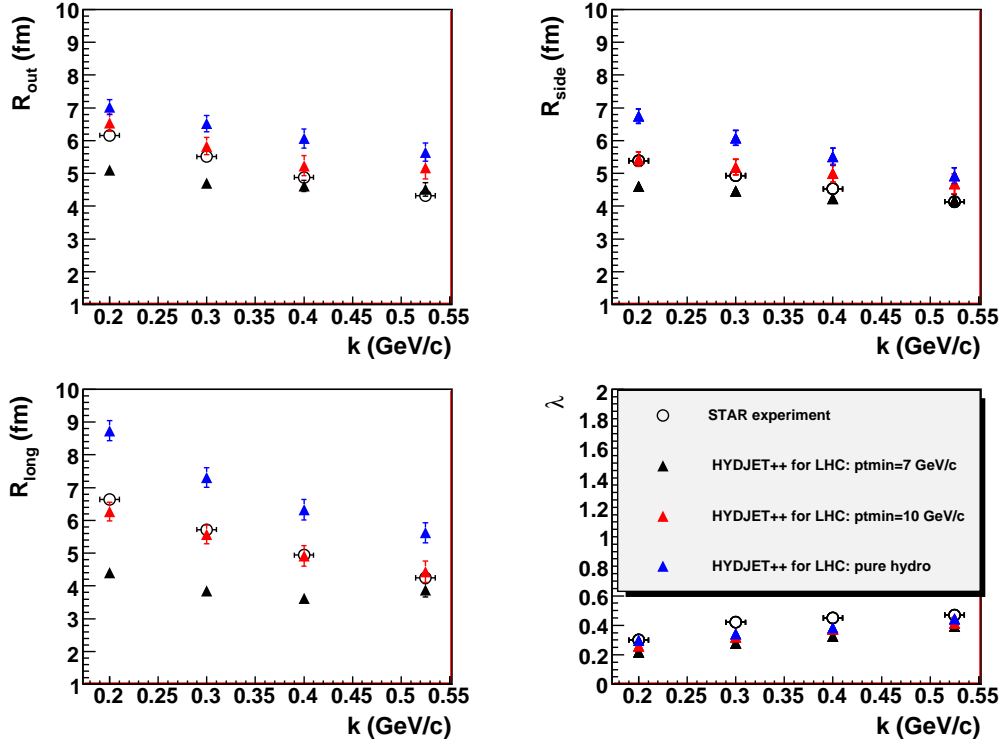 R_out (fm)
10
9
8
7
6
5
4
3
2
1
0.2 0.25 0.3 0.35 0.4 0.45 0.5 0.55
k (GeV/c)
R_side (fm)
10
9
8
7
6
5
4
3
2
1
0.2 0.25 0.3 0.35 0.4 0.45 0.5 0.55
k (GeV/c)
R_long (fm)
10
9
8
7
6
5
4
3
2
1
0.2 0.25 0.3 0.35 0.4 0.45 0.5 0.55
k (GeV/c)
λ
2
1.8
1.6
1.4
1.2
1
0.8
0.6
0.4
0.2
0
STAR experiment
HYDJET++ for LHC: ptmin=7 GeV/c
HYDJET++ for LHC: ptmin=10 GeV/c
HYDJET++ for LHC: pure hydro
0.2 0.25 0.3 0.35 0.4 0.45 0.5 0.55
k (GeV/c)